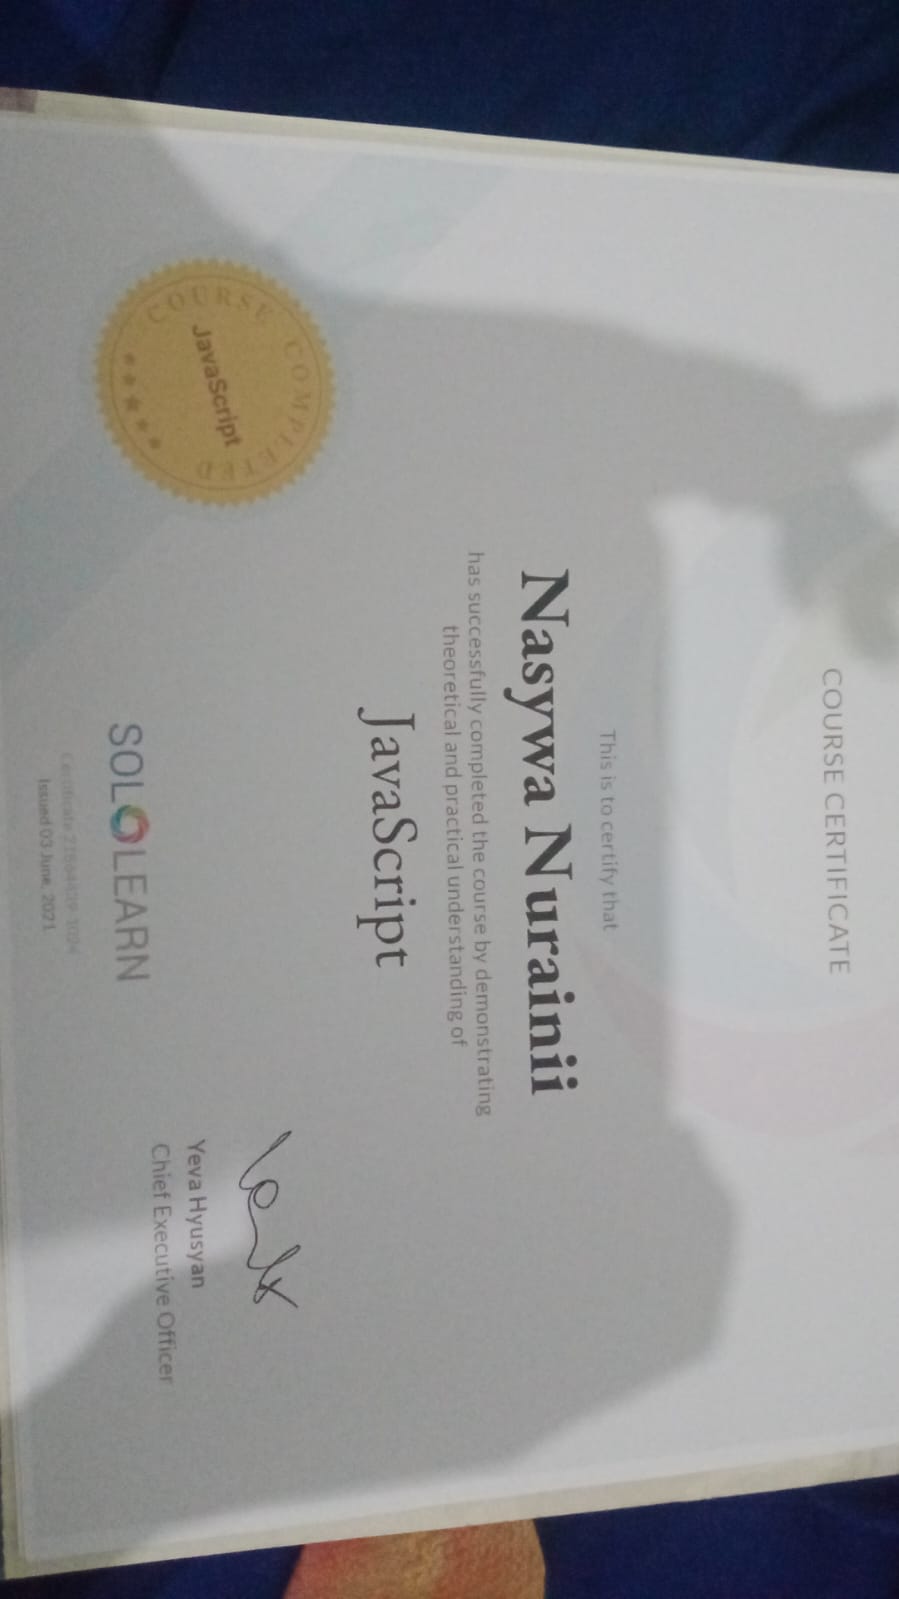 COURSE CERTIFICATE
This is to certify that
Nasywa Nurainii
has successfully completed the course by demonstrating
theoretical and practical understanding of
JavaScript
COURSE COMPLETED
JavaScript
Yeva Hyusyan
Chief Executive Officer
SOLOLEARN
Certificate
Issued 03 June, 2021